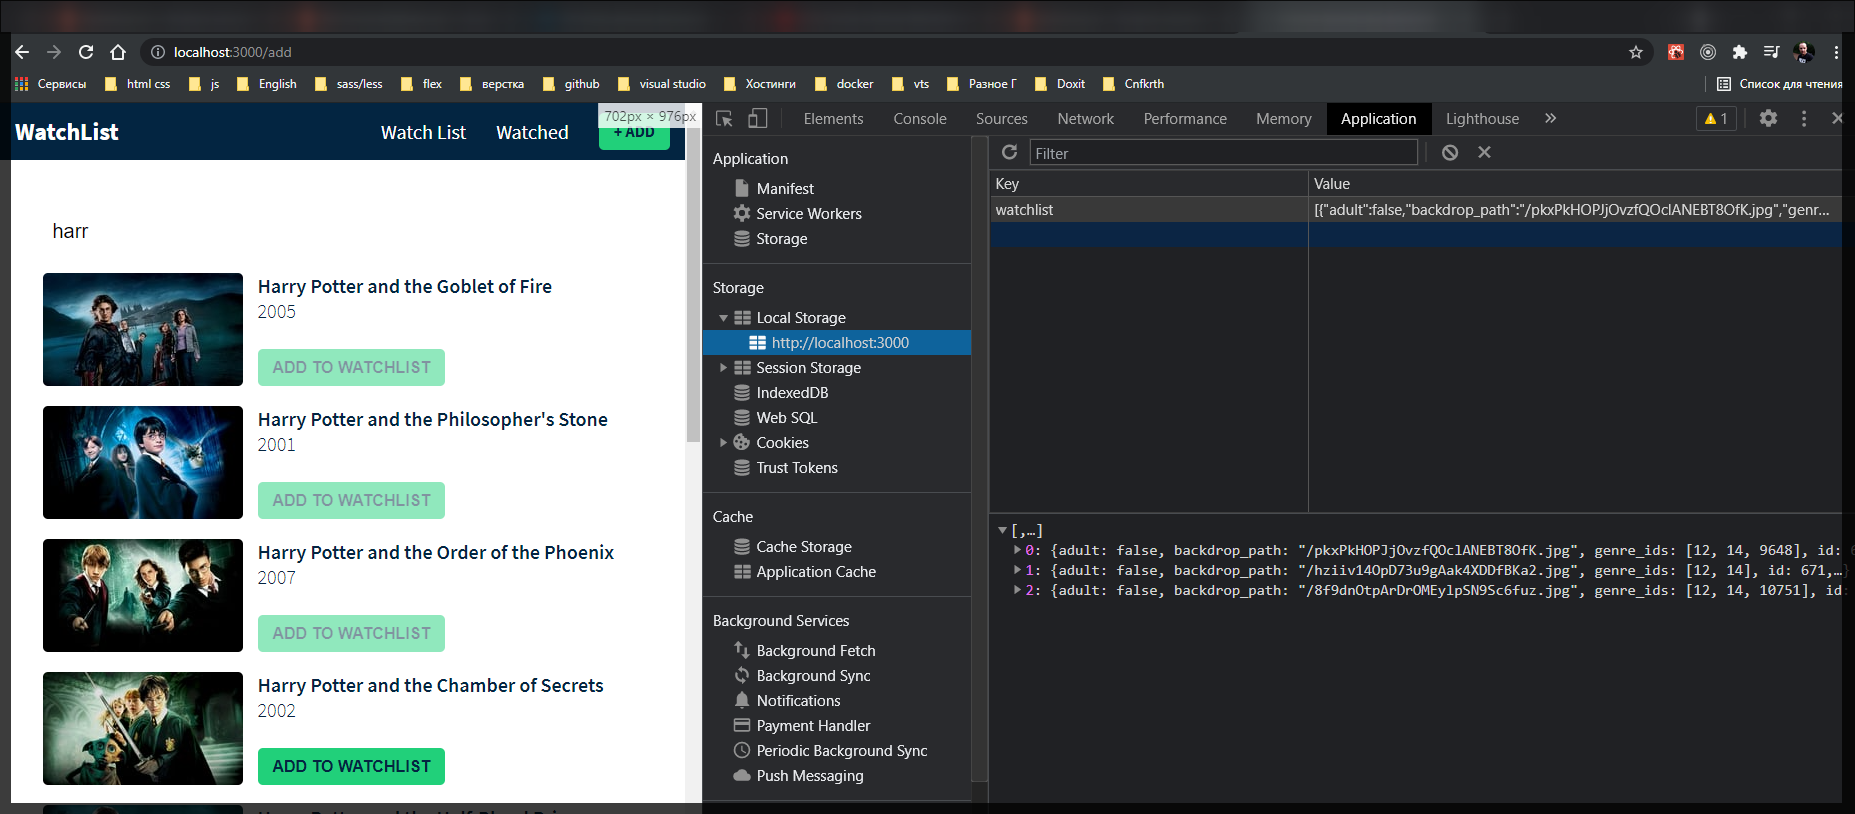 localhost:3000/add
Сервисы html css js English sass/less flex верстка github visual studio Хостинги docker vts Разное Г Doxit Cnfkrth Список для чтения
WatchList Watch List Watched + ADD
702px × 976px
harr
Harry Potter and the Goblet of Fire
2005
ADD TO WATCHLIST
Harry Potter and the Philosopher's Stone
2001
ADD TO WATCHLIST
Harry Potter and the Order of the Phoenix
2007
ADD TO WATCHLIST
Harry Potter and the Chamber of Secrets
2002
ADD TO WATCHLIST
Elements Console Sources Network Performance Memory Application Lighthouse » 1
Application
Manifest
Service Workers
Storage
Storage
Local Storage
http://localhost:3000
Session Storage
IndexedDB
Web SQL
Cookies
Trust Tokens
Cache
Cache Storage
Application Cache
Background Services
Background Fetch
Background Sync
Notifications
Payment Handler
Periodic Background Sync
Push Messaging
Filter
Key Value
watchlist [{"adult":false,"backdrop_path":"/pkxPkHOPJjOvzfQOclANEBT8OfK.jpg","genr...
[,…]
0: {adult: false, backdrop_path: "/pkxPkHOPJjOvzfQOclANEBT8OfK.jpg", genre_ids: [12, 14, 9648], id:
1: {adult: false, backdrop_path: "/hziiv14OpD73u9gAak4XDDfBKa2.jpg", genre_ids: [12, 14], id: 671,…}
2: {adult: false, backdrop_path: "/8f9dnOtpArDrOMEylpSN9Sc6fuz.jpg", genre_ids: [12, 14, 10751], id: